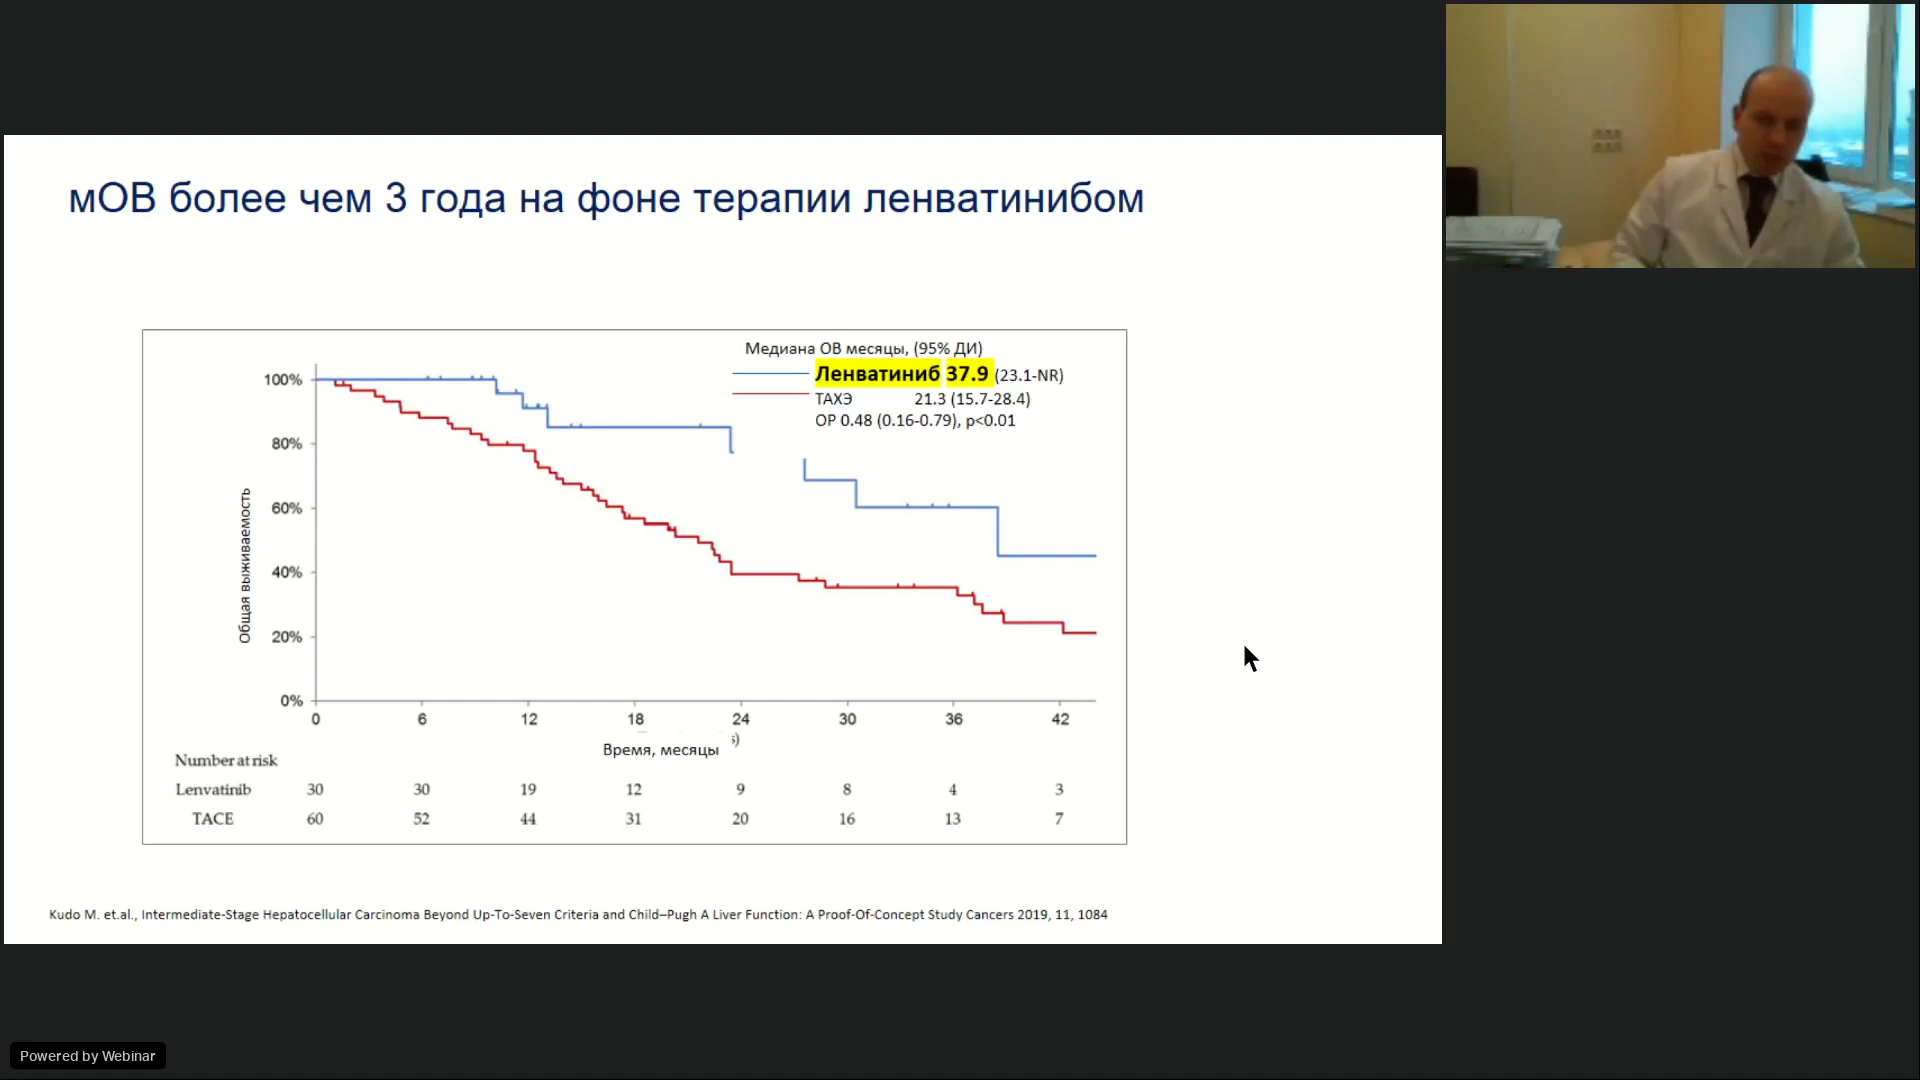 мОВ более чем 3 года на фоне терапии ленватинибом
Медиана ОВ месяцы, (95% ДИ)
Ленватиниб 37.9 (23.1-NR)
ТАХЭ 21.3 (15.7-28.4)
ОР 0.48 (0.16-0.79), p<0.01
Общая выживаемость
100%
80%
60%
40%
20%
0%
0 6 12 18 24 30 36 42
s)
Время, месяцы
Number at risk
Lenvatinib 30 30 19 12 9 8 4 3
TACE 60 52 44 31 20 16 13 7
Kudo M. et.al., Intermediate-Stage Hepatocellular Carcinoma Beyond Up-To-Seven Criteria and Child–Pugh A Liver Function: A Proof-Of-Concept Study Cancers 2019, 11, 1084
Powered by Webinar